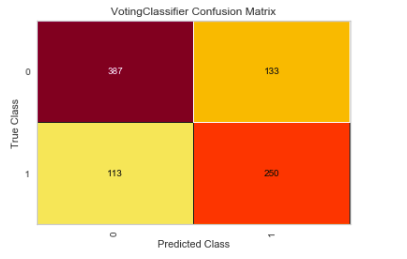 VotingClassifier Confusion Matrix
True Class
0
387
133
1
113
250
0
1
Predicted Class